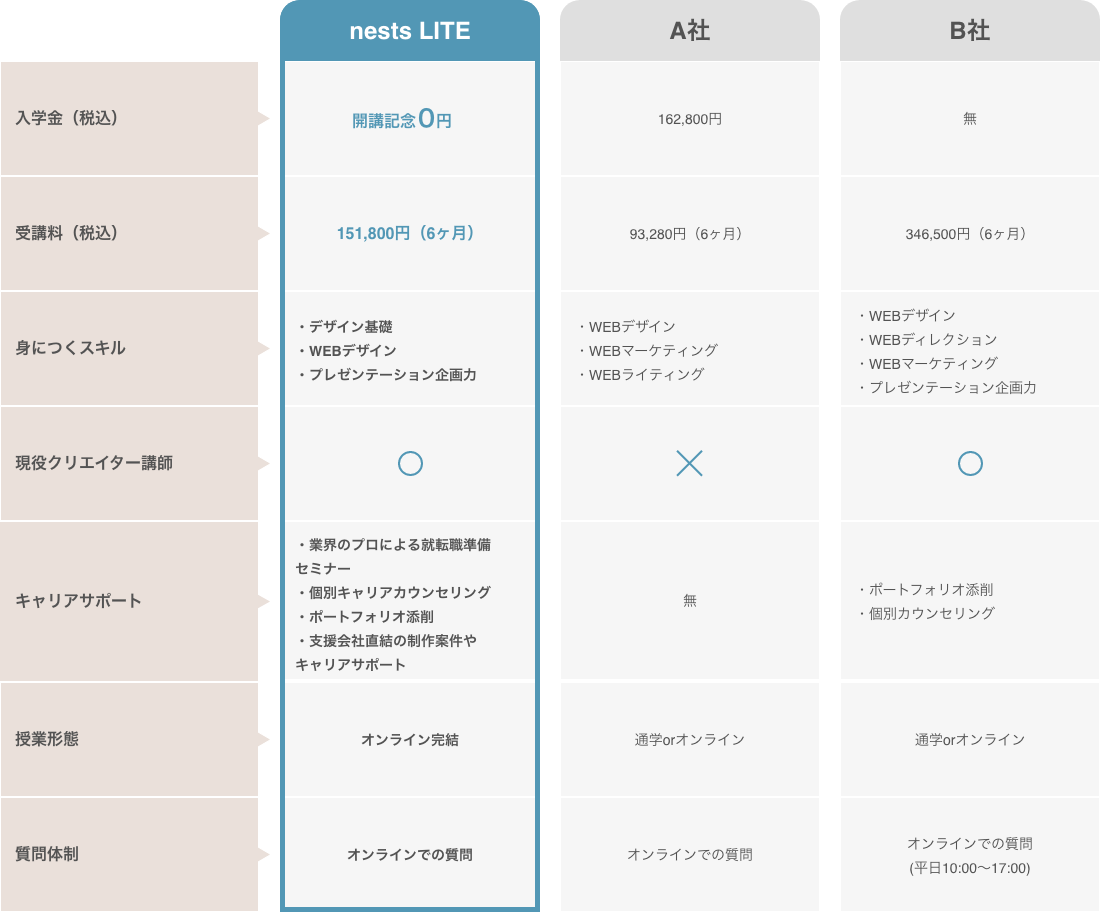 nests LITE
A社
B社
入学金（税込）
開講記念0円
162,800円
無
受講料（税込）
151,800円（6ヶ月）
93,280円（6ヶ月）
346,500円（6ヶ月）
身につくスキル
・デザイン基礎
・WEBデザイン
・プレゼンテーション企画力
・WEBデザイン
・WEBマーケティング
・WEBライティング
・WEBデザイン
・WEBディレクション
・WEBマーケティング
・プレゼンテーション企画力
現役クリエイター講師
キャリアサポート
・業界のプロによる就転職準備
セミナー
・個別キャリアカウンセリング
・ポートフォリオ添削
・支援会社直結の制作案件や
キャリアサポート
無
・ポートフォリオ添削
・個別カウンセリング
授業形態
オンライン完結
通学orオンライン
通学orオンライン
質問体制
オンラインでの質問
オンラインでの質問
オンラインでの質問
(平日10:00〜17:00)